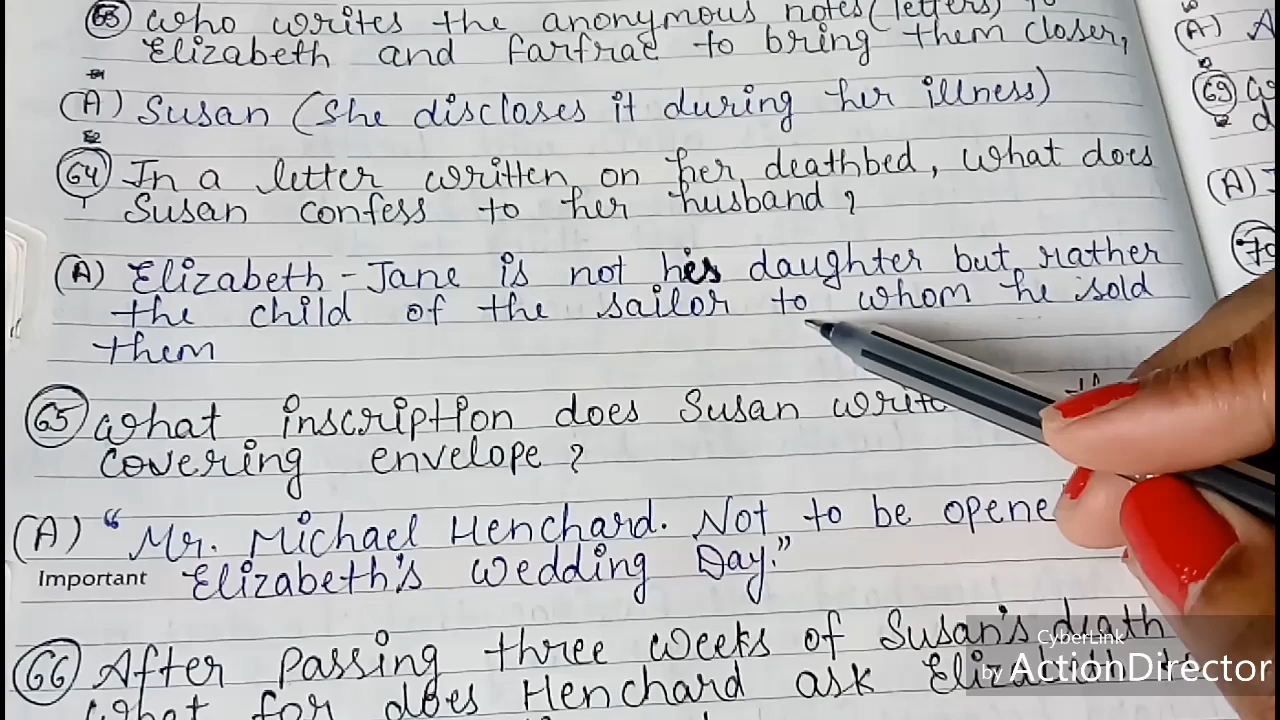 63 Who writes the anonymous notes (letters) to
Elizabeth and Farfrae to bring them closer?
(A) Susan (She discloses it during her illness)
64 In a letter written on her deathbed, What does
Susan confess to her husband?
(A) Elizabeth-Jane is not his daughter but rather
the child of the sailor to whom he sold
them
65 What inscription does Susan write
covering envelope?
(A) "Mr. Michael Henchard. Not to be opene
Important Elizabeth's Wedding Day."
66 After passing three weeks of Susan's death
What for does Henchard ask Elizabeth
(A) A
69
(A)
70
CyberLink
by ActionDirector